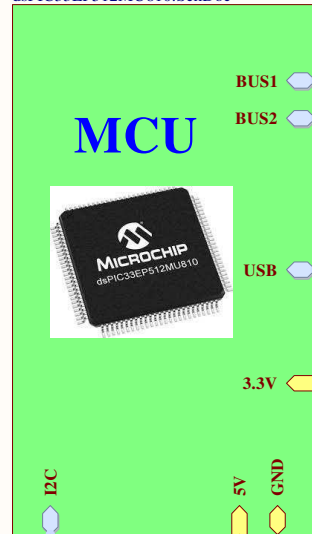 BUS1
BUS2
MCU
MICROCHIP
dsPIC33EP512MU810
USB
3.3V
I2C
5V
GND